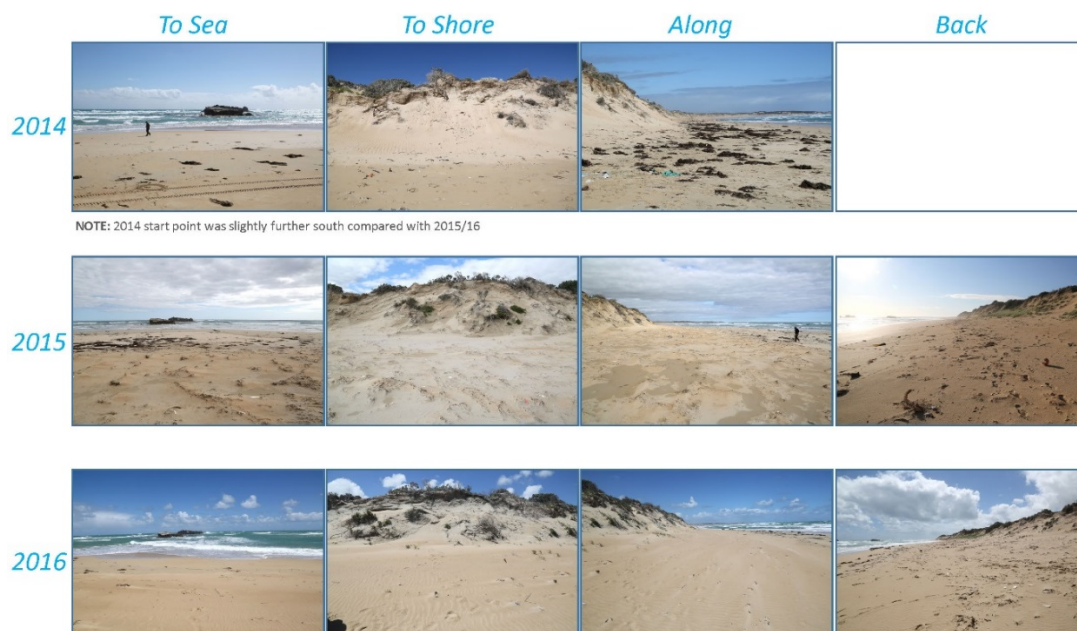 To Sea To Shore Along Back
2014
NOTE: 2014 start point was slightly further south compared with 2015/16
2015
2016